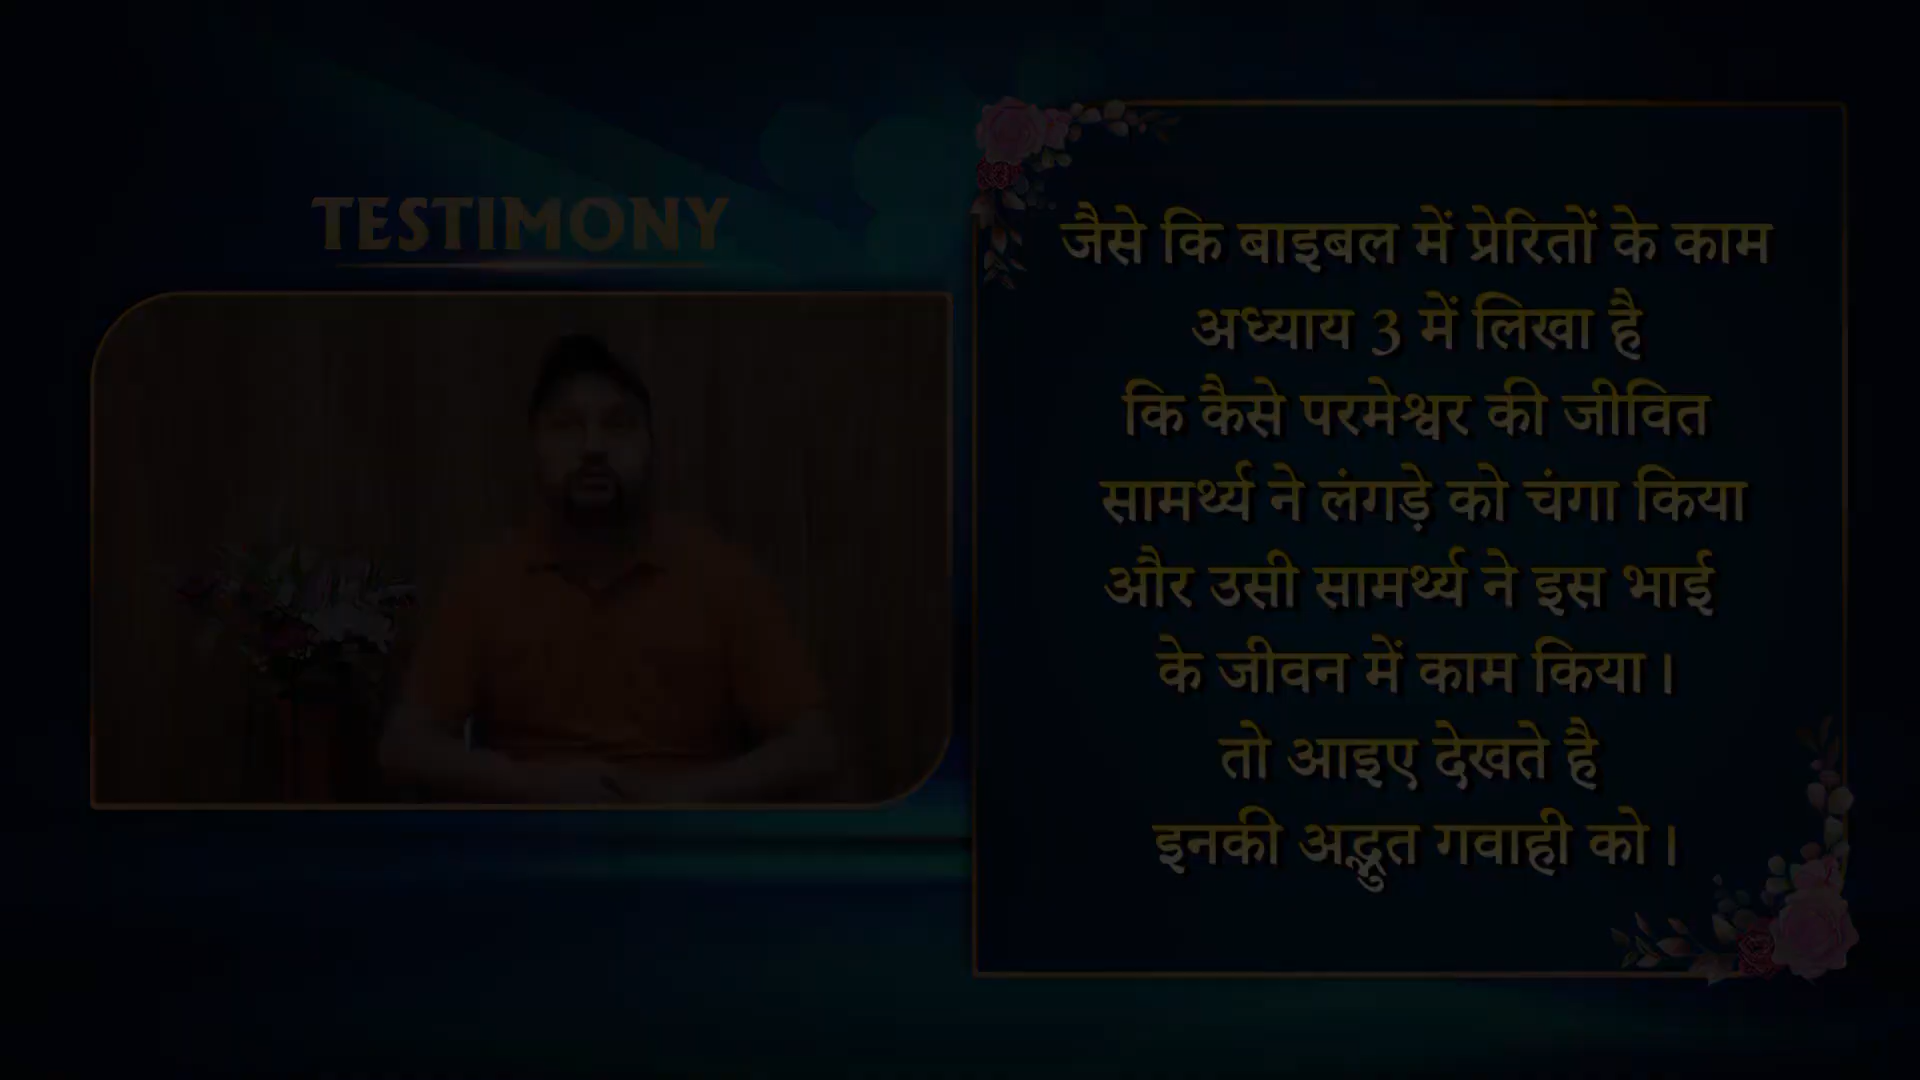 TESTIMONY
जैसे कि बाइबल में प्रेरितों के काम
अध्याय 3 में लिखा है
कि कैसे परमेश्वर की जीवित
सामर्थ्य ने लंगड़े को चंगा किया
और उसी सामर्थ्य ने इस भाई
के जीवन में काम किया।
तो आइए देखते है
इनकी अद्भुत गवाही को।